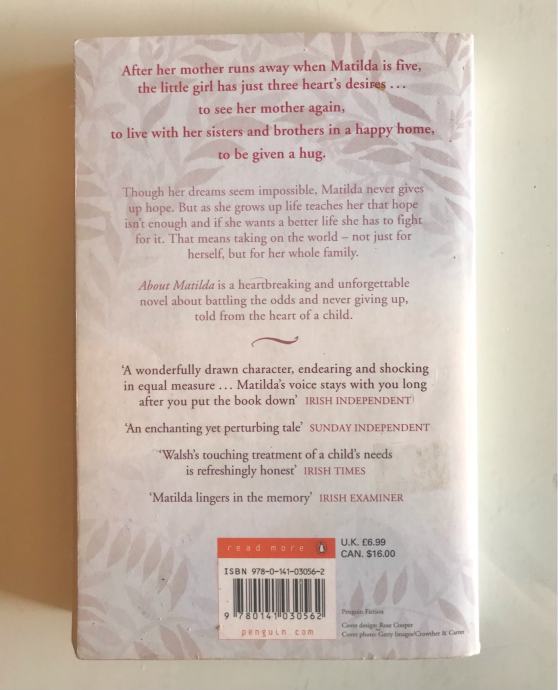 After her mother runs away when Matilda is five,
the little girl has just three heart's desires ...
to see her mother again,
to live with her sisters and brothers in a happy home,
to be given a hug.
Though her dreams seem impossible, Matilda never gives
up hope. But as she grows up life teaches her that hope
isn't enough and if she wants a better life she has to fight
for it. That means taking on the world – not just for
herself, but for her whole family.
About Matilda is a heartbreaking and unforgettable
novel about battling the odds and never giving up,
told from the heart of a child.
'A wonderfully drawn character, endearing and shocking
in equal measure ... Matilda's voice stays with you long
after you put the book down' IRISH INDEPENDENT
'An enchanting yet perturbing tale' SUNDAY INDEPENDENT
'Walsh's touching treatment of a child's needs
is refreshingly honest' IRISH TIMES
'Matilda lingers in the memory' IRISH EXAMINER
read more
U.K. £6.99
CAN. $16.00
ISBN 978-0-141-03056-2
9 780141 030562
penguin.com
Penguin Fiction
Cover design: Rose Cooper
Cover photo: Getty Images/Crowther & Carter